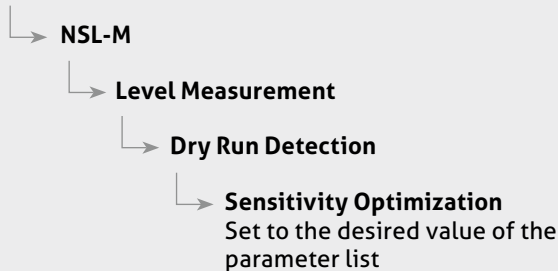 NSL-M
Level Measurement
Dry Run Detection
Sensitivity Optimization
Set to the desired value of the
parameter list